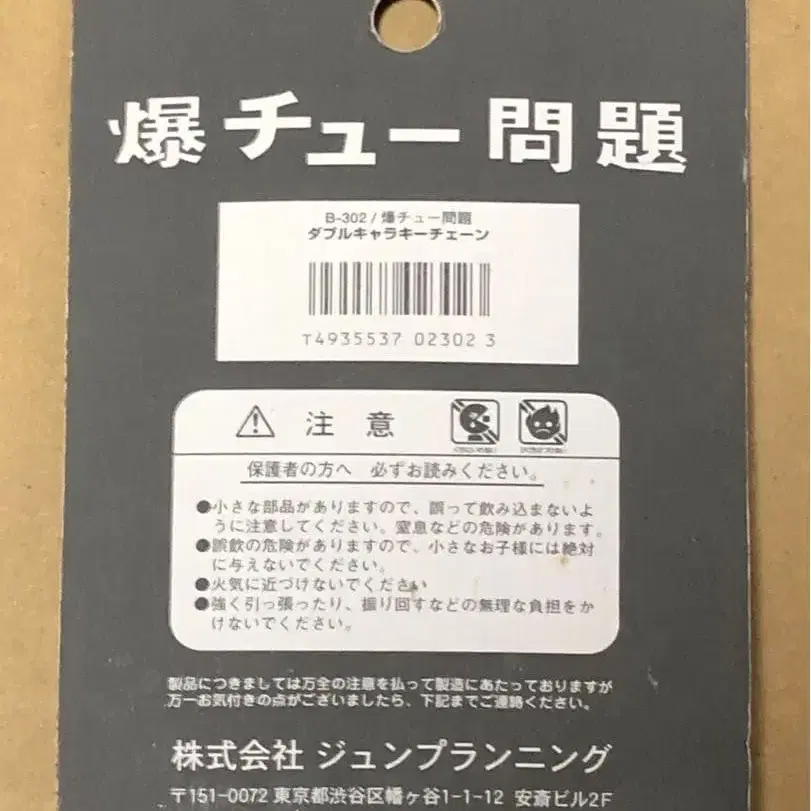 爆チュー問題
B-302 / 爆チュー問題
ダブルキャラキーチェーン
T4935537 02302 3
注意
保護者の方へ 必ずお読みください。
●小さな部品がありますので、誤って飲み込まないよ
うに注意してください。窒息などの危険があります。
●誤飲の危険がありますので、小さなお子様には絶対
に与えないでください。
●火気に近づけないでください
●強く引っ張ったり、振り回すなどの無理な負担をか
けないでください。
製品につきましては万全の注意を払って製造にあたっておりますが
万一お気付きの点がございましたら、下記までご連絡ください。
株式会社 ジュンプランニング
〒151-0072 東京都渋谷区幡ヶ谷1-1-12 安斎ビル2F